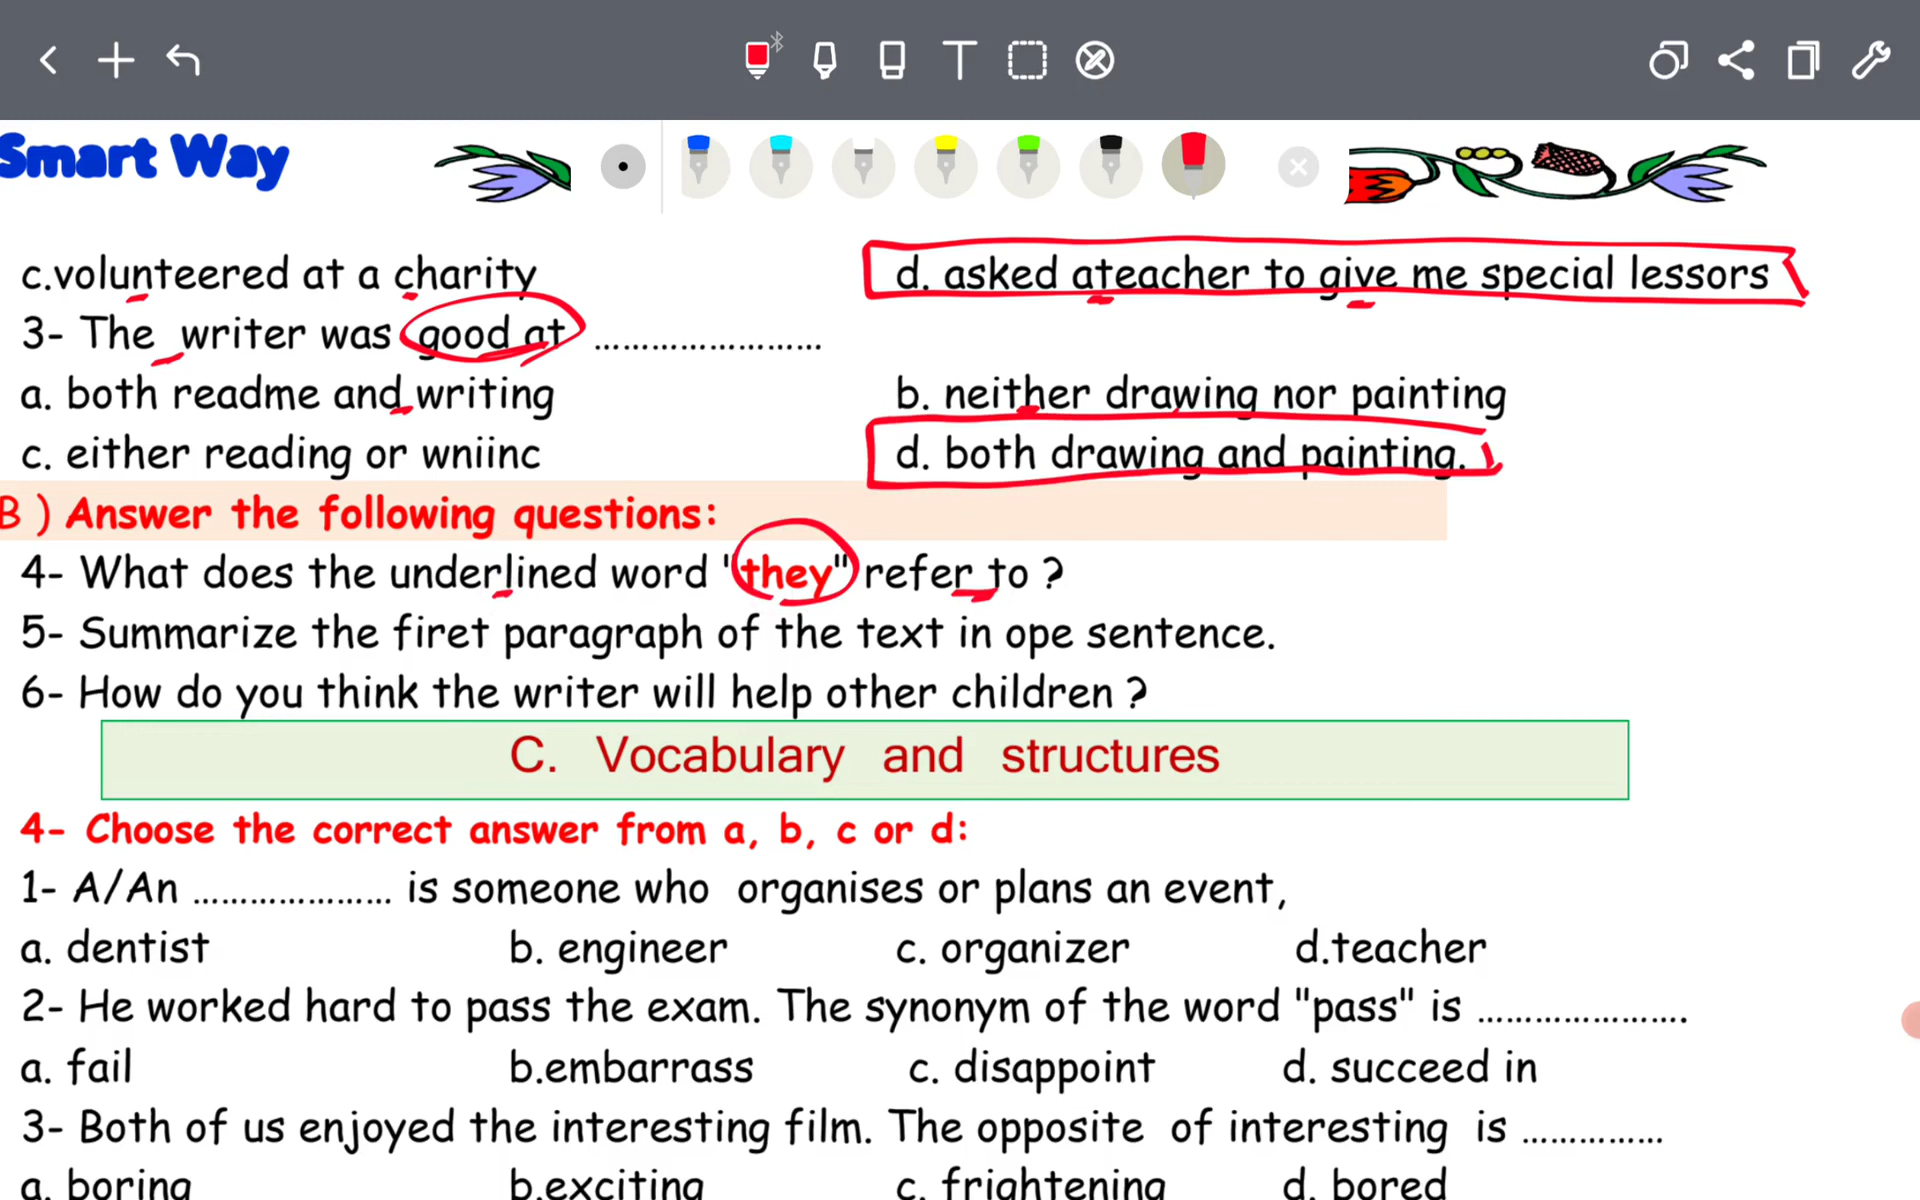 Smart Way
c.volunteered at a charity d. asked ateacher to give me special lessors
3- The writer was good at ........................
a. both readme and writing b. neither drawing nor painting
c. either reading or wniinc d. both drawing and painting.
B ) Answer the following questions:
4- What does the underlined word "they" refer to ?
5- Summarize the firet paragraph of the text in ope sentence.
6- How do you think the writer will help other children ?
C. Vocabulary and structures
4- Choose the correct answer from a, b, c or d:
1- A/An ..................... is someone who organises or plans an event,
a. dentist b. engineer c. organizer d.teacher
2- He worked hard to pass the exam. The synonym of the word "pass" is ......................
a. fail b.embarrass c. disappoint d. succeed in
3- Both of us enjoyed the interesting film. The opposite of interesting is ...............
a. boring b.exciting c. frightening d. bored